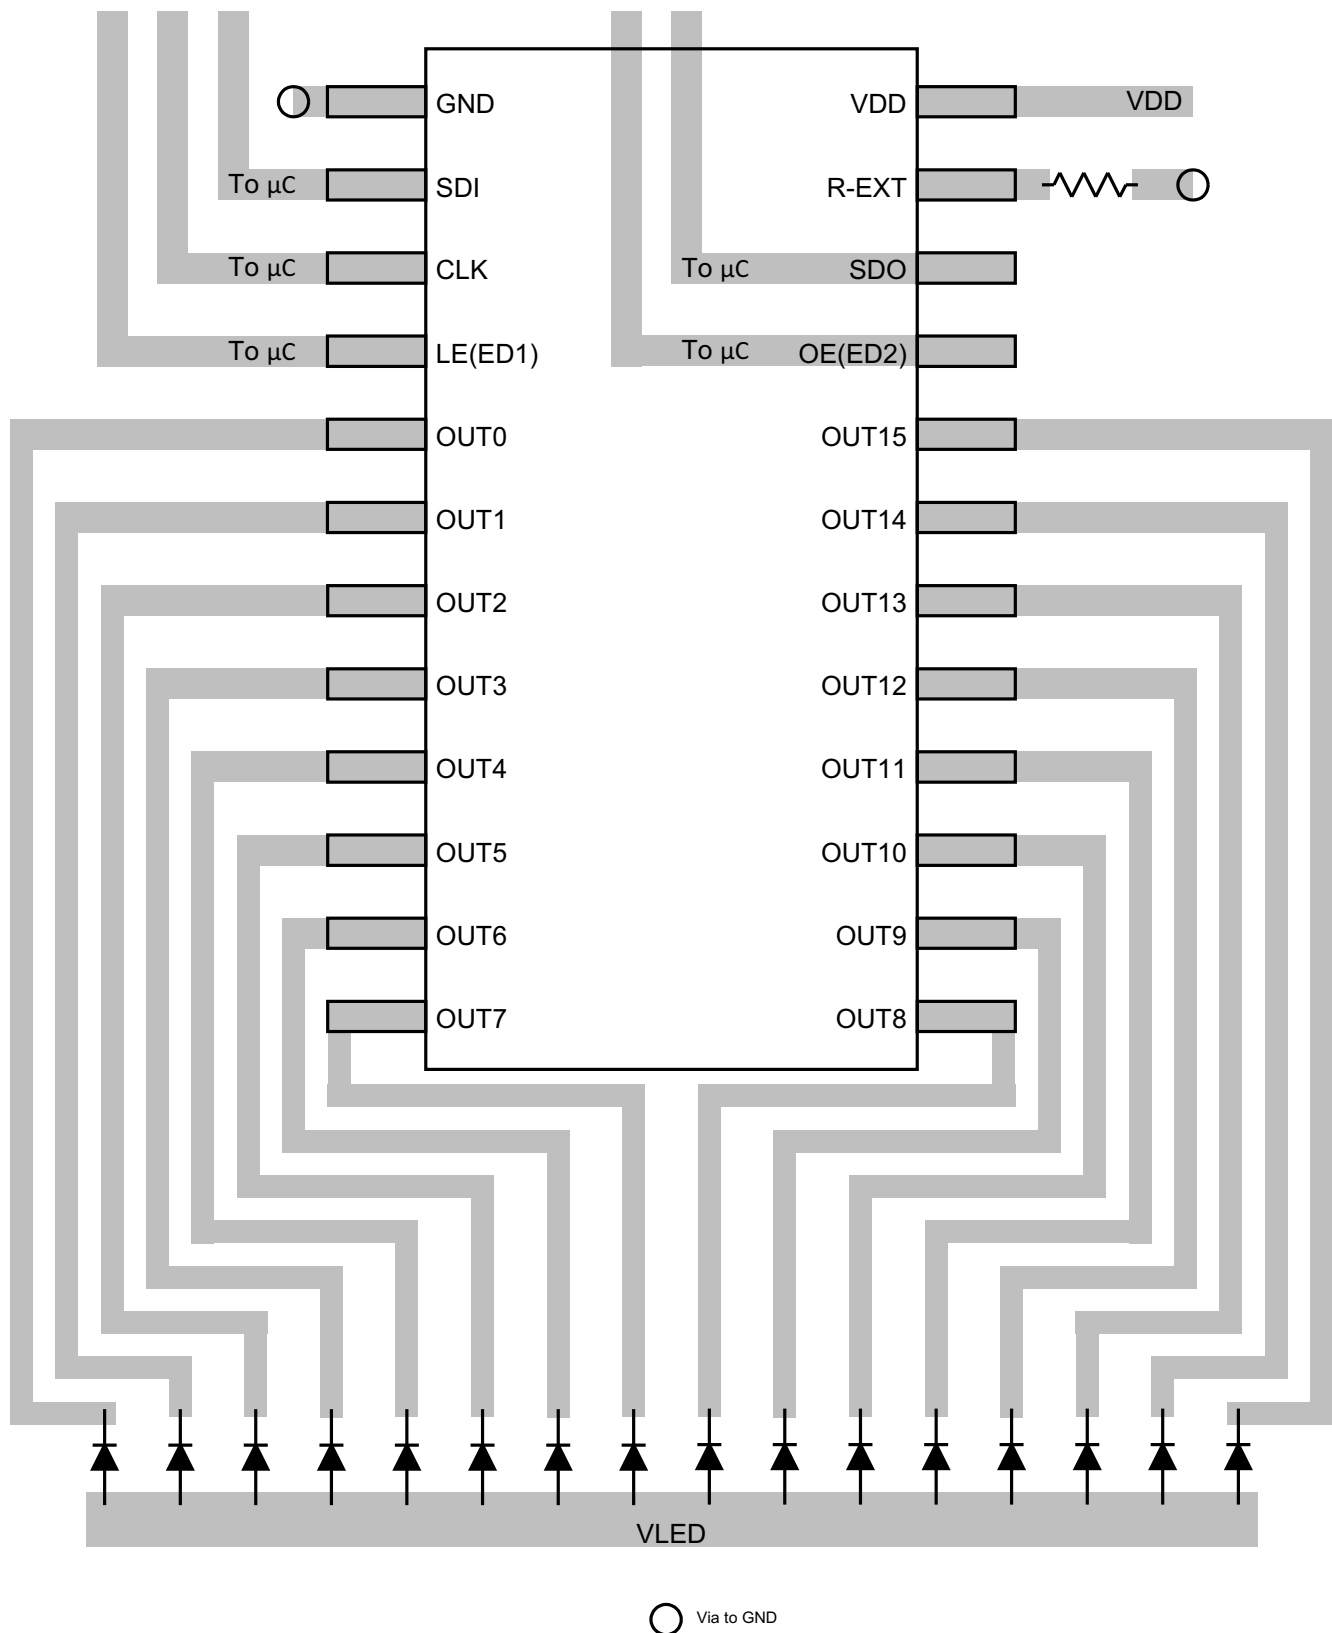 GND
VDD
VDD
To μC
SDI
R-EXT
To μC
CLK
To μC
SDO
To μC
LE(ED1)
To μC
OE(ED2)
OUT0
OUT15
OUT1
OUT14
OUT2
OUT13
OUT3
OUT12
OUT4
OUT11
OUT5
OUT10
OUT6
OUT9
OUT7
OUT8
VLED
Via to GND